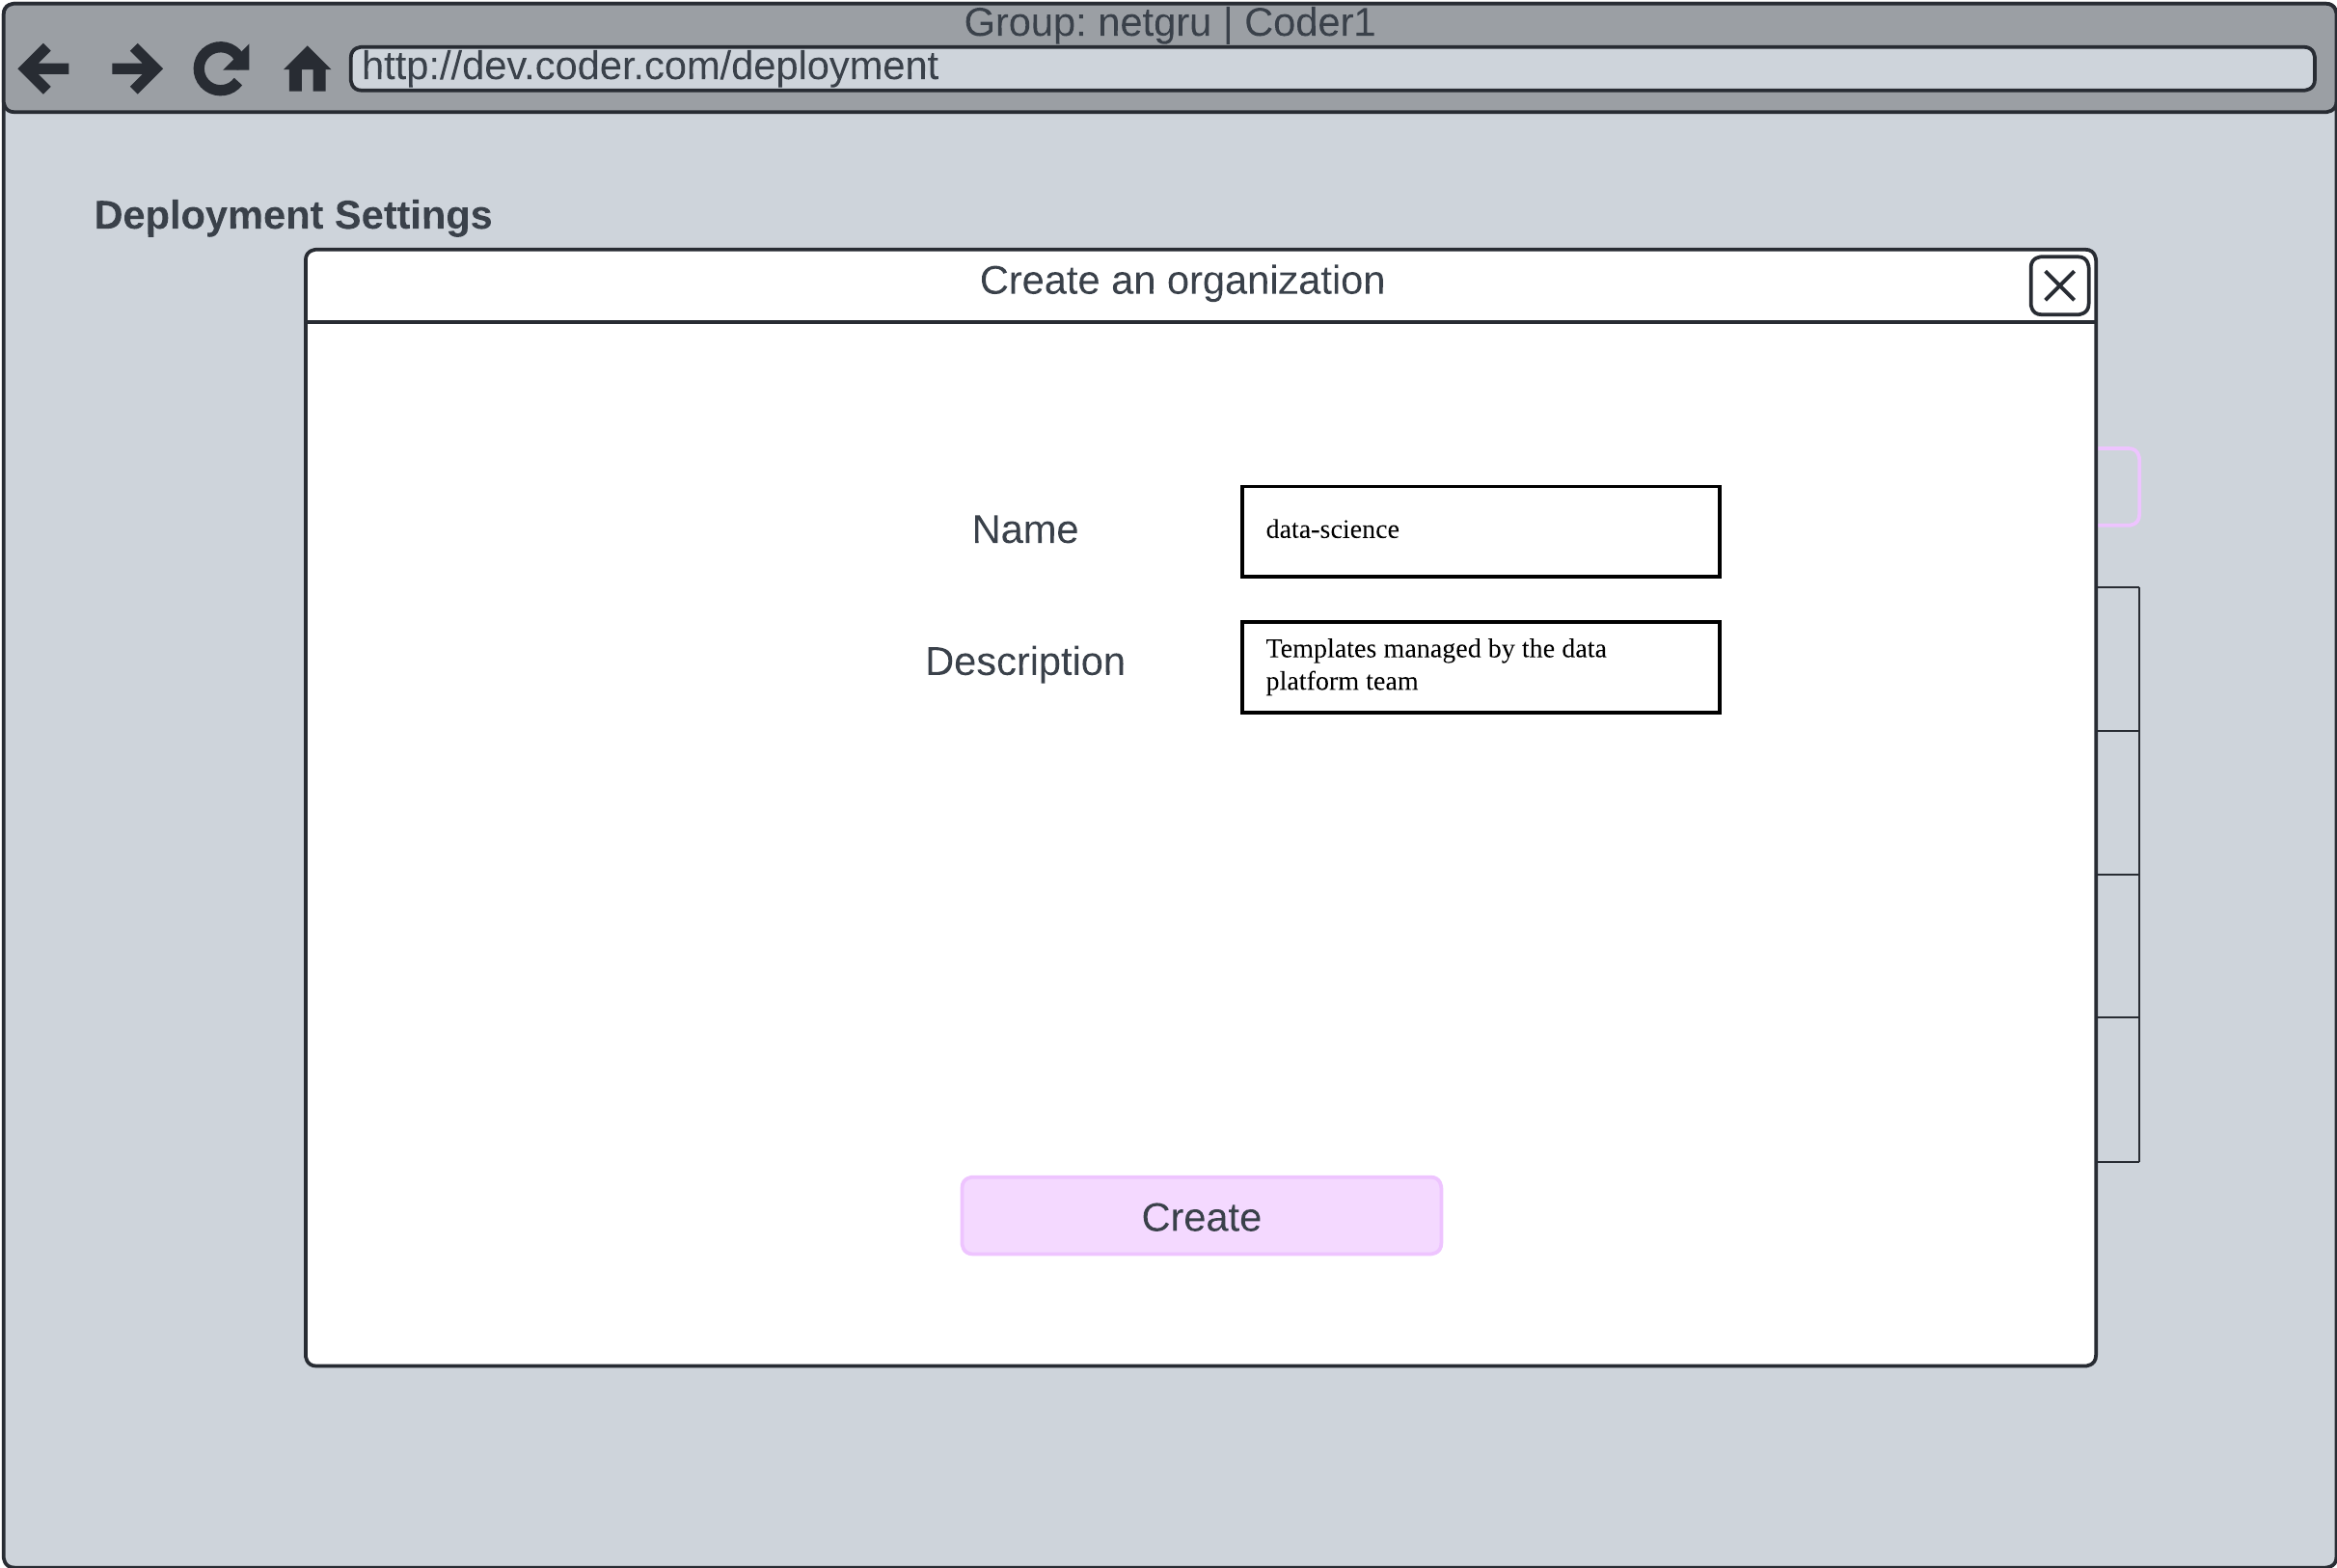 Group: netgru | Coder1
http://dev.coder.com/deployment
Deployment Settings
Create an organization
Name
data-science
Description
Templates managed by the data
platform team
Create